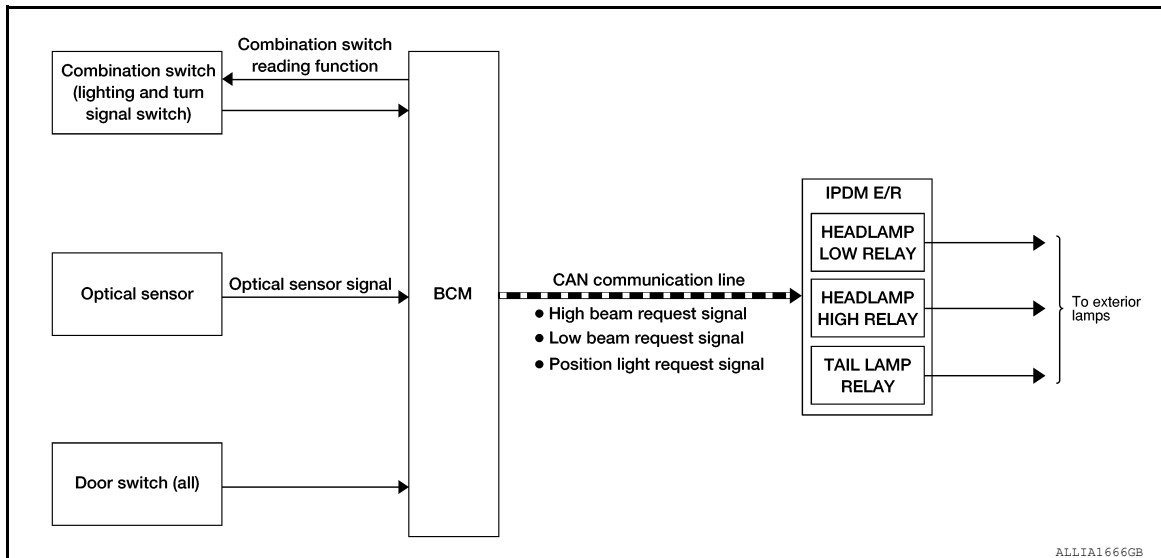 Combination switch
reading function
Combination switch
(lighting and turn
signal switch)
Optical sensor
Optical sensor signal
Door switch (all)
BCM
CAN communication line
● High beam request signal
● Low beam request signal
● Position light request signal
IPDM E/R
HEADLAMP
LOW RELAY
HEADLAMP
HIGH RELAY
TAIL LAMP
RELAY
To exterior
lamps
ALLIA1666GB